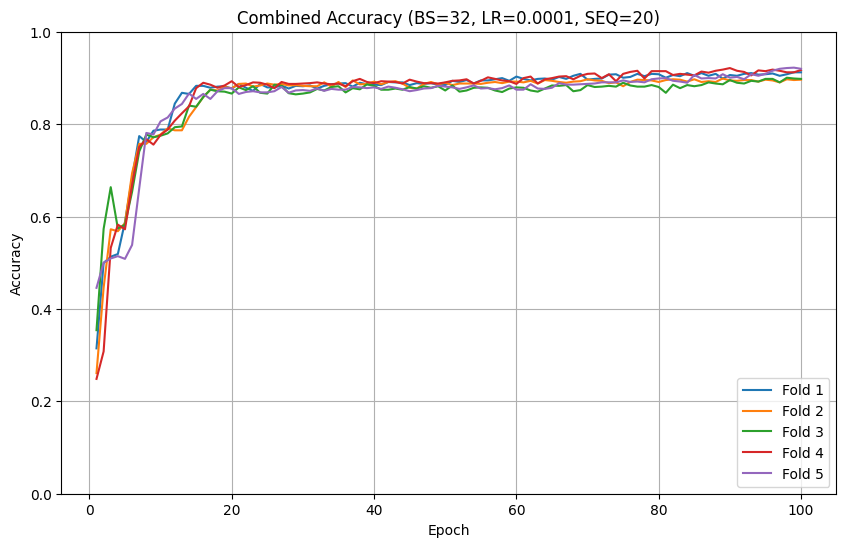 Combined Accuracy (BS=32, LR=0.0001, SEQ=20)
1.0
0.8
0.6
0.4
0.2
0.0
Accuracy
0 20 40 60 80 100
Epoch
Fold 1
Fold 2
Fold 3
Fold 4
Fold 5